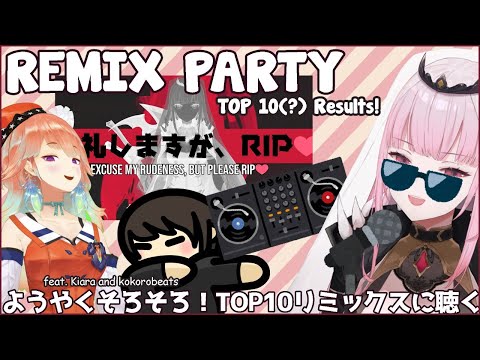 REMIX PARTY
TOP 10(?) Results!
礼しますが、RIP
EXCUSE MY RUDENESS, BUT PLEASE RIP
feat. Kiara and kokorobeats
ようやくそろそろ！TOP10リミックスに聴く